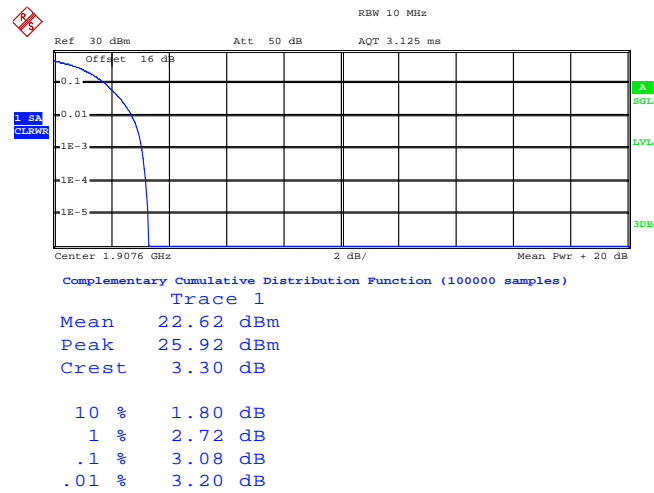 R S
RBW 10 MHz
Ref 30 dBm Att 50 dB AQT 3.125 ms
Offset 16 dB
0.1
A
SGL
1 SA
CLRWR
0.01
LVL
1E-3
1E-4
1E-5
3DB
Center 1.9076 GHz 2 dB/ Mean Pwr + 20 dB
Complementary Cumulative Distribution Function (100000 samples)
Trace 1
Mean 22.62 dBm
Peak 25.92 dBm
Crest 3.30 dB
10 % 1.80 dB
1 % 2.72 dB
.1 % 3.08 dB
.01 % 3.20 dB